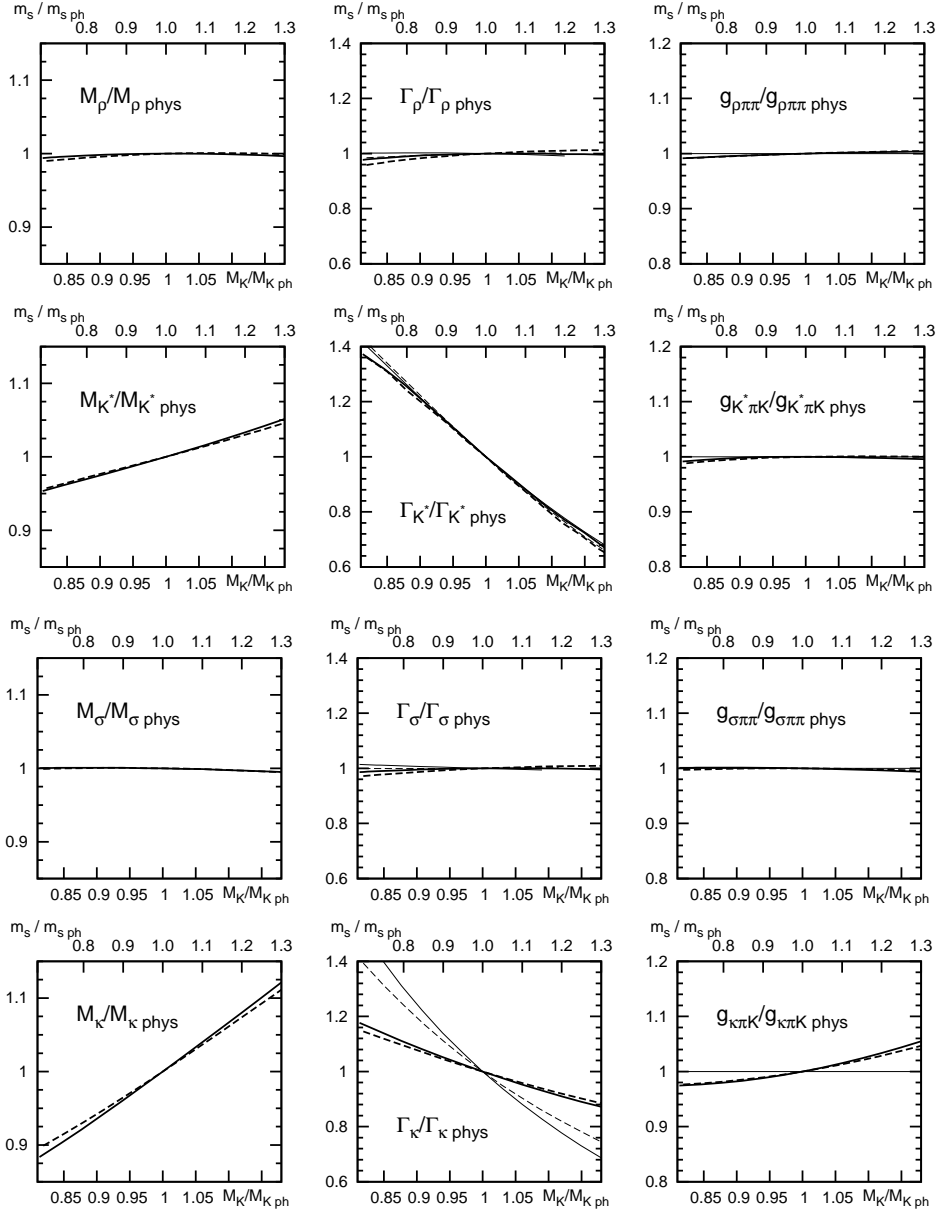 m_s / m_s ph m_s / m_s ph m_s / m_s ph
0.8 0.9 1.0 1.1 1.2 1.3 0.8 0.9 1.0 1.1 1.2 1.3 0.8 0.9 1.0 1.1 1.2 1.3
1.1 1 0.9 1.4 1.2 1 0.8 0.6 1.2 1.1 1 0.9 0.8
M_ρ/M_ρ phys Γ_ρ/Γ_ρ phys g_ρππ/g_ρππ phys
0.85 0.9 0.95 1 1.05 M_K/M_K ph 0.85 0.9 0.95 1 1.05 M_K/M_K ph 0.85 0.9 0.95 1 1.05 M_K/M_K ph
m_s / m_s ph m_s / m_s ph m_s / m_s ph
0.8 0.9 1.0 1.1 1.2 1.3 0.8 0.9 1.0 1.1 1.2 1.3 0.8 0.9 1.0 1.1 1.2 1.3
1.1 1 0.9 1.4 1.2 1 0.8 0.6 1.2 1.1 1 0.9 0.8
M_K*/M_K* phys Γ_K*/Γ_K* phys g_K*πK/g_K*πK phys
0.85 0.9 0.95 1 1.05 M_K/M_K ph 0.85 0.9 0.95 1 1.05 M_K/M_K ph 0.85 0.9 0.95 1 1.05 M_K/M_K ph
m_s / m_s ph m_s / m_s ph m_s / m_s ph
0.8 0.9 1.0 1.1 1.2 1.3 0.8 0.9 1.0 1.1 1.2 1.3 0.8 0.9 1.0 1.1 1.2 1.3
1.1 1 0.9 1.4 1.2 1 0.8 0.6 1.2 1.1 1 0.9 0.8
M_σ/M_σ phys Γ_σ/Γ_σ phys g_σππ/g_σππ phys
0.85 0.9 0.95 1 1.05 M_K/M_K ph 0.85 0.9 0.95 1 1.05 M_K/M_K ph 0.85 0.9 0.95 1 1.05 M_K/M_K ph
m_s / m_s ph m_s / m_s ph m_s / m_s ph
0.8 0.9 1.0 1.1 1.2 1.3 0.8 0.9 1.0 1.1 1.2 1.3 0.8 0.9 1.0 1.1 1.2 1.3
1.1 1 0.9 1.4 1.2 1 0.8 0.6 1.2 1.1 1 0.9 0.8
M_κ/M_κ phys Γ_κ/Γ_κ phys g_κπK/g_κπK phys
0.85 0.9 0.95 1 1.05 M_K/M_K ph 0.85 0.9 0.95 1 1.05 M_K/M_K ph 0.85 0.9 0.95 1 1.05 M_K/M_K ph